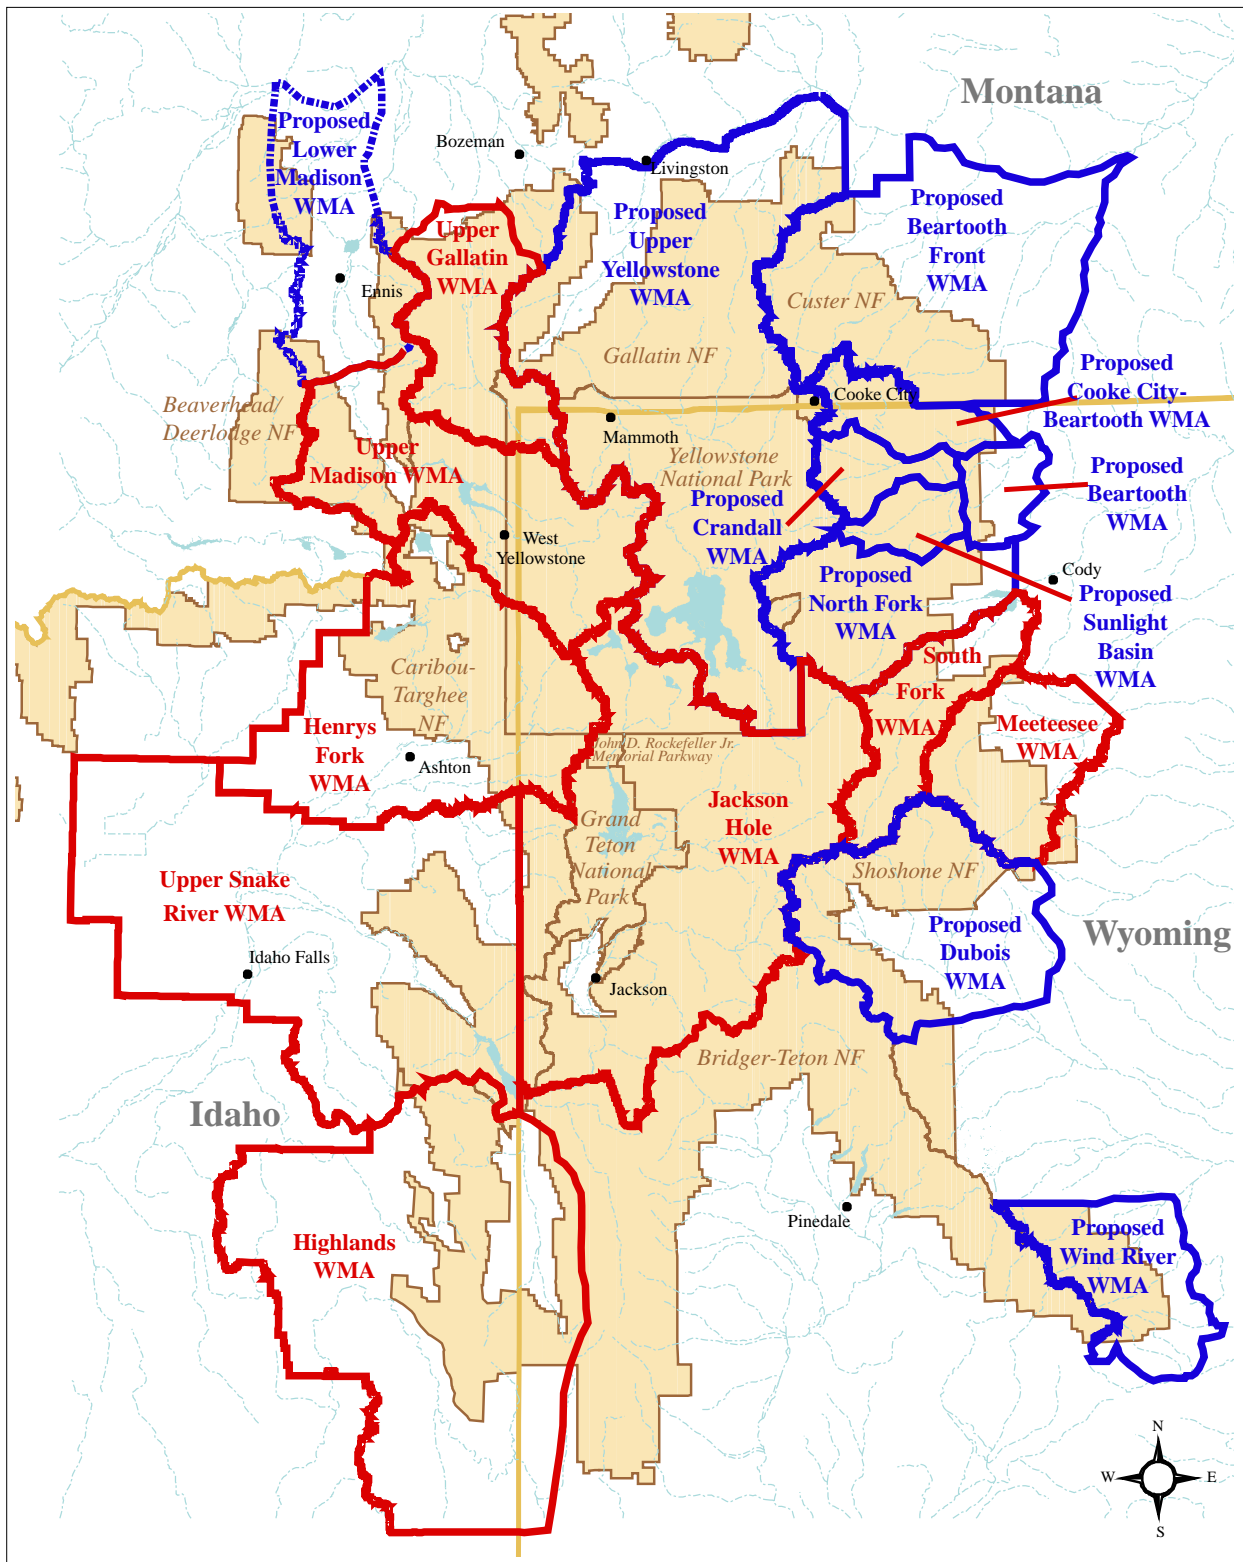 Montana
Proposed
Lower
Madison
WMA
Bozeman
Livingston
Upper
Gallatin
WMA
Proposed
Upper
Yellowstone
WMA
Proposed
Beartooth
Front
WMA
Ennis
Custer NF
Gallatin NF
Beaverhead/
Deerlodge NF
Cooke City
Proposed
Cooke City-
Beartooth WMA
Mammoth
Upper
Madison WMA
Yellowstone
National Park
Proposed
Crandall
WMA
Proposed
Beartooth
WMA
West
Yellowstone
Proposed
North Fork
WMA
Cody
Proposed
Sunlight
Basin
WMA
Caribou-
Targhee
NF
South
Fork
WMA
Meeteesee
WMA
Henrys
Fork
WMA
Ashton
John D. Rockefeller Jr.
Memorial Parkway
Jackson
Hole
WMA
Grand
Teton
National
Park
Shoshone NF
Upper Snake
River WMA
Proposed
Dubois
WMA
Wyoming
Idaho Falls
Jackson
Bridger-Teton NF
Idaho
Pinedale
Highlands
WMA
Proposed
Wind River
WMA
N
W
E
S